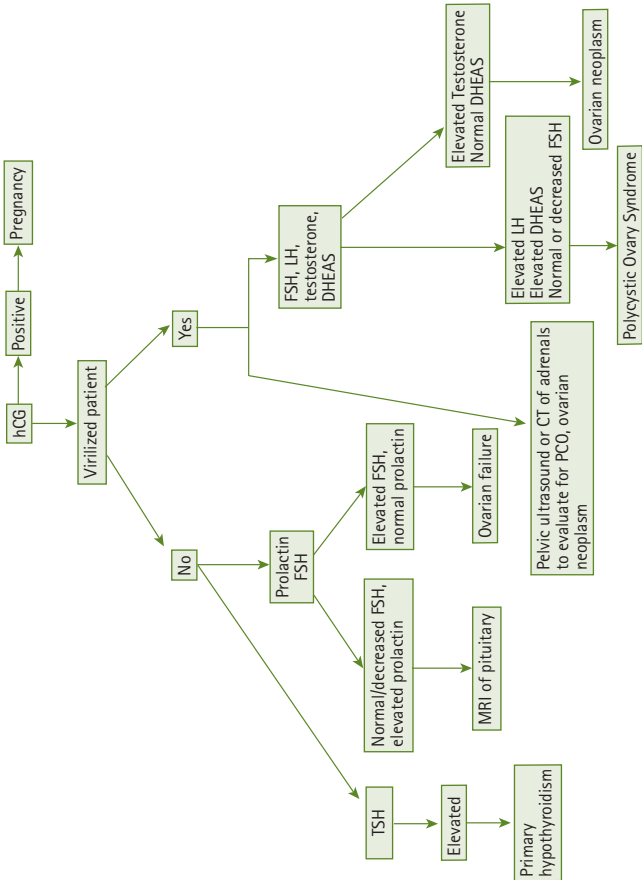 hCG
Positive
Pregnancy
Virilized patient
No
Yes
TSH
Elevated
Primary
hypothyroidism
Prolactin
FSH
Normal/decreased FSH,
elevated prolactin
MRI of pituitary
Elevated FSH,
normal prolactin
Ovarian failure
Pelvic ultrasound or CT of adrenals
to evaluate for PCO, ovarian
neoplasm
FSH, LH,
testosterone,
DHEAS
Elevated LH
Elevated DHEAS
Normal or decreased FSH
Polycystic Ovary Syndrome
Elevated Testosterone
Normal DHEAS
Ovarian neoplasm